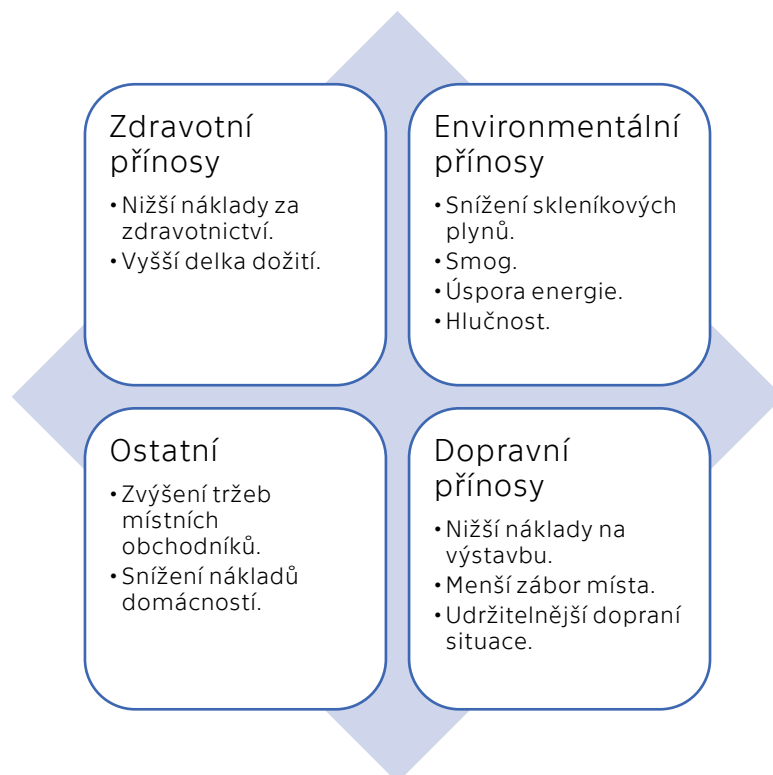 Zdravotní
přínosy
• Nižší náklady za
zdravotnictví.
• Vyšší delka dožití.
Environmentální
přínosy
• Snížení skleníkových
plynů.
• Smog.
• Úspora energie.
• Hlučnost.
Ostatní
• Zvýšení tržeb
místních
obchodníků.
• Snížení nákladů
domácností.
Dopravní
přínosy
• Nižší náklady na
výstavbu.
• Menší zábor místa.
• Udržitelnější dopraní
situace.